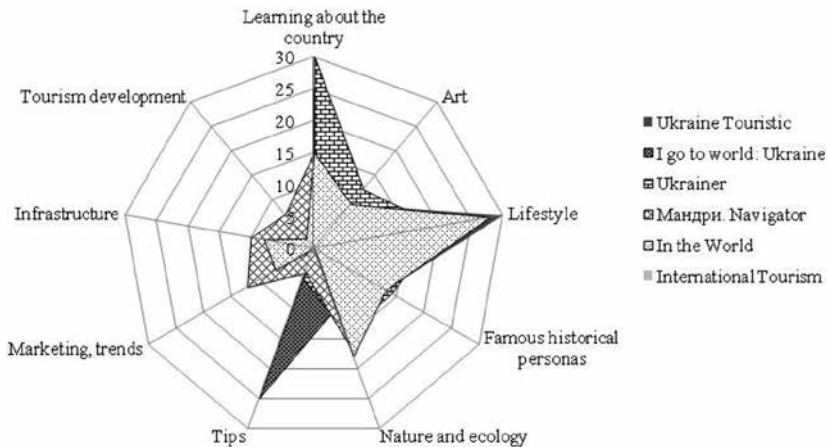 Learning about the
country
30
25
20
15
10
5
0
Art
Lifestyle
Famous historical
personas
Nature and ecology
Tips
Marketing, trends
Infrastructure
Tourism development
Ukraine Touristic
I go to world: Ukraine
Ukrainer
Мандри. Navigator
In the World
International Tourism